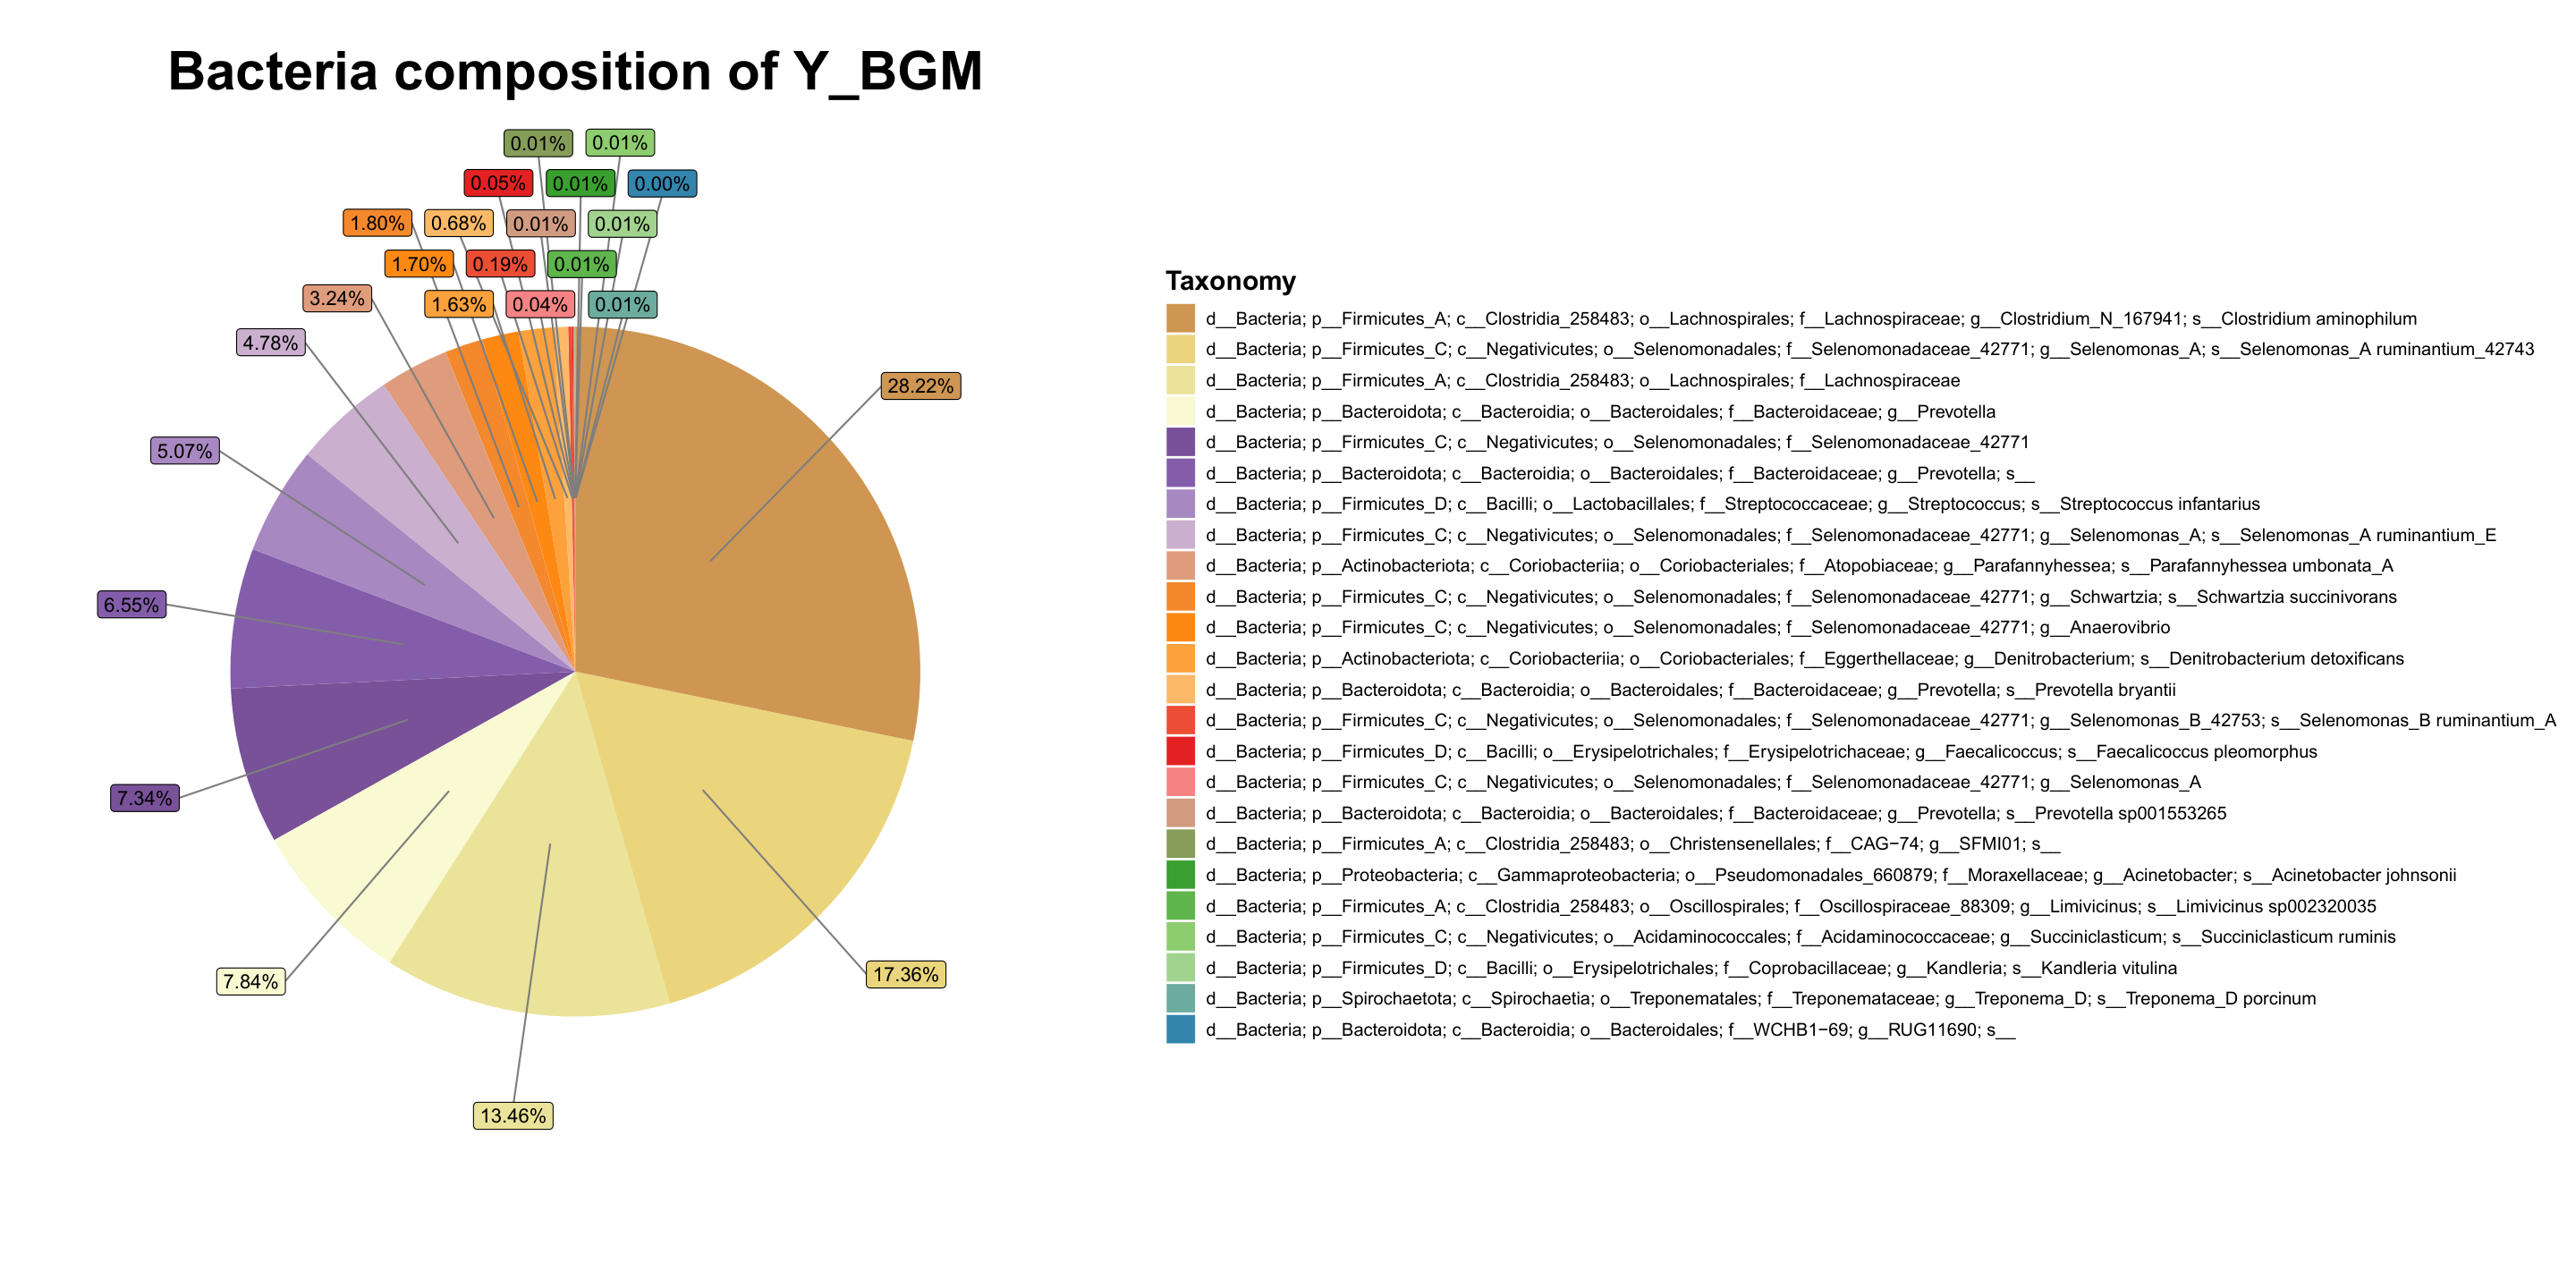 Bacteria composition of Y_BGM
0.01%
0.01%
0.05%
0.01%
0.00%
1.80%
0.68%
0.01%
0.01%
1.70%
0.19%
0.01%
3.24%
1.63%
0.04%
0.01%
4.78%
28.22%
5.07%
6.55%
7.34%
7.84%
17.36%
13.46%
Taxonomy
d__Bacteria; p__Firmicutes_A; c__Clostridia_258483; o__Lachnospirales; f__Lachnospiraceae; g__Clostridium_N_167941; s__Clostridium aminophilum
d__Bacteria; p__Firmicutes_C; c__Negativicutes; o__Selenomonadales; f__Selenomonadaceae_42771; g__Selenomonas_A; s__Selenomonas_A ruminantium_42743
d__Bacteria; p__Firmicutes_A; c__Clostridia_258483; o__Lachnospirales; f__Lachnospiraceae
d__Bacteria; p__Bacteroidota; c__Bacteroidia; o__Bacteroidales; f__Bacteroidaceae; g__Prevotella
d__Bacteria; p__Firmicutes_C; c__Negativicutes; o__Selenomonadales; f__Selenomonadaceae_42771
d__Bacteria; p__Bacteroidota; c__Bacteroidia; o__Bacteroidales; f__Bacteroidaceae; g__Prevotella; s__
d__Bacteria; p__Firmicutes_D; c__Bacilli; o__Lactobacillales; f__Streptococcaceae; g__Streptococcus; s__Streptococcus infantarius
d__Bacteria; p__Firmicutes_C; c__Negativicutes; o__Selenomonadales; f__Selenomonadaceae_42771; g__Selenomonas_A; s__Selenomonas_A ruminantium_E
d__Bacteria; p__Actinobacteriota; c__Coriobacteriia; o__Coriobacteriales; f__Atopobiaceae; g__Parafannyhessea; s__Parafannyhessea umbonata_A
d__Bacteria; p__Firmicutes_C; c__Negativicutes; o__Selenomonadales; f__Selenomonadaceae_42771; g__Schwartzia; s__Schwartzia succinivorans
d__Bacteria; p__Firmicutes_C; c__Negativicutes; o__Selenomonadales; f__Selenomonadaceae_42771; g__Anaerovibrio
d__Bacteria; p__Actinobacteriota; c__Coriobacteriia; o__Coriobacteriales; f__Eggerthellaceae; g__Denitrobacterium; s__Denitrobacterium detoxificans
d__Bacteria; p__Bacteroidota; c__Bacteroidia; o__Bacteroidales; f__Bacteroidaceae; g__Prevotella; s__Prevotella bryantii
d__Bacteria; p__Firmicutes_C; c__Negativicutes; o__Selenomonadales; f__Selenomonadaceae_42771; g__Selenomonas_B_42753; s__Selenomonas_B ruminantium_A
d__Bacteria; p__Firmicutes_D; c__Bacilli; o__Erysipelotrichales; f__Erysipelotrichaceae; g__Faecalicoccus; s__Faecalicoccus pleomorphus
d__Bacteria; p__Firmicutes_C; c__Negativicutes; o__Selenomonadales; f__Selenomonadaceae_42771; g__Selenomonas_A
d__Bacteria; p__Bacteroidota; c__Bacteroidia; o__Bacteroidales; f__Bacteroidaceae; g__Prevotella; s__Prevotella sp001553265
d__Bacteria; p__Firmicutes_A; c__Clostridia_258483; o__Christensenellales; f__CAG−74; g__SFMI01; s__
d__Bacteria; p__Proteobacteria; c__Gammaproteobacteria; o__Pseudomonadales_660879; f__Moraxellaceae; g__Acinetobacter; s__Acinetobacter johnsonii
d__Bacteria; p__Firmicutes_A; c__Clostridia_258483; o__Oscillospirales; f__Oscillospiraceae_88309; g__Limivicinus; s__Limivicinus sp002320035
d__Bacteria; p__Firmicutes_C; c__Negativicutes; o__Acidaminococcales; f__Acidaminococcaceae; g__Succiniclasticum; s__Succiniclasticum ruminis
d__Bacteria; p__Firmicutes_D; c__Bacilli; o__Erysipelotrichales; f__Coprobacillaceae; g__Kandleria; s__Kandleria vitulina
d__Bacteria; p__Spirochaetota; c__Spirochaetia; o__Treponematales; f__Treponemataceae; g__Treponema_D; s__Treponema_D porcinum
d__Bacteria; p__Bacteroidota; c__Bacteroidia; o__Bacteroidales; f__WCHB1−69; g__RUG11690; s__